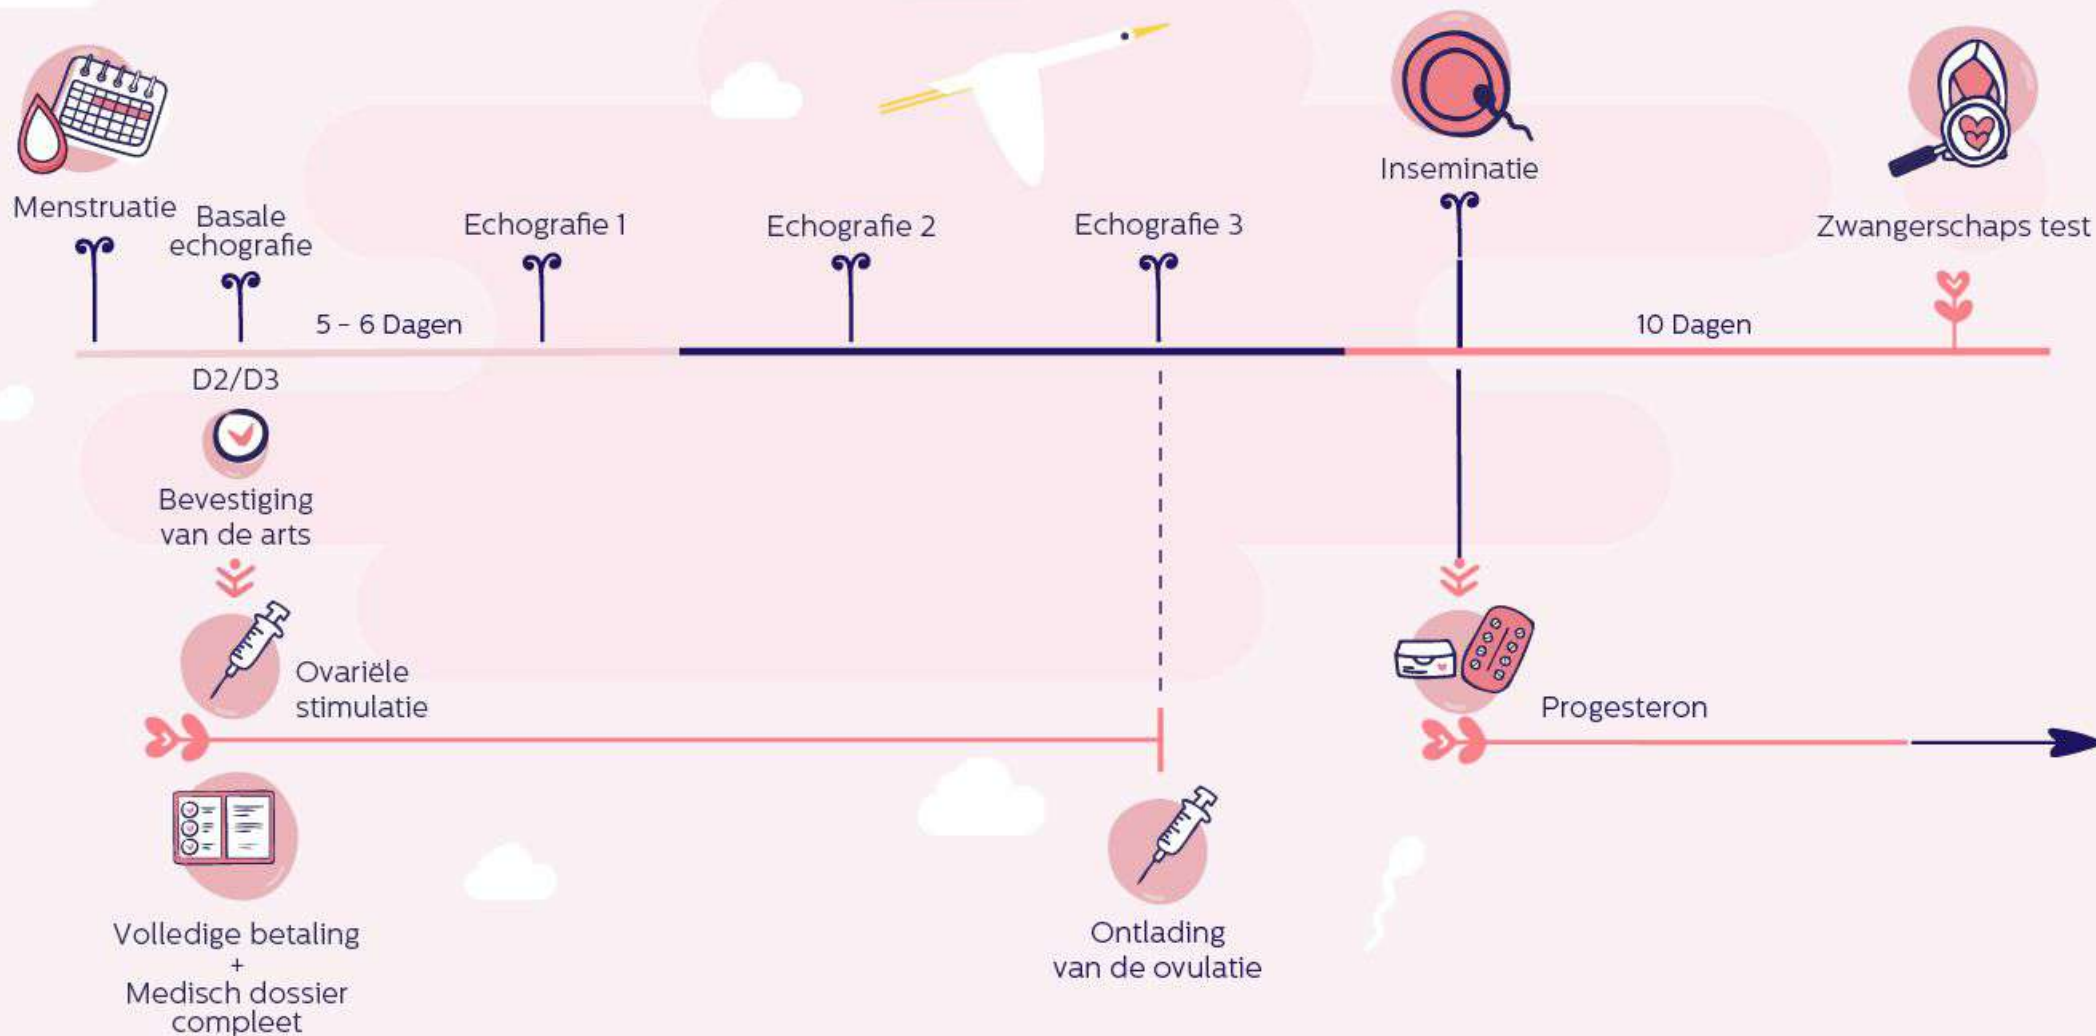 Menstruatie
Basale
echografie
Echografie 1
Echografie 2
Echografie 3
Inseminatie
Zwangerschaps test
5 - 6 Dagen
10 Dagen
D2/D3
Bevestiging
van de arts
Ovariële
stimulatie
Progesteron
Volledige betaling
+
Medisch dossier
compleet
Ontlading
van de ovulatie